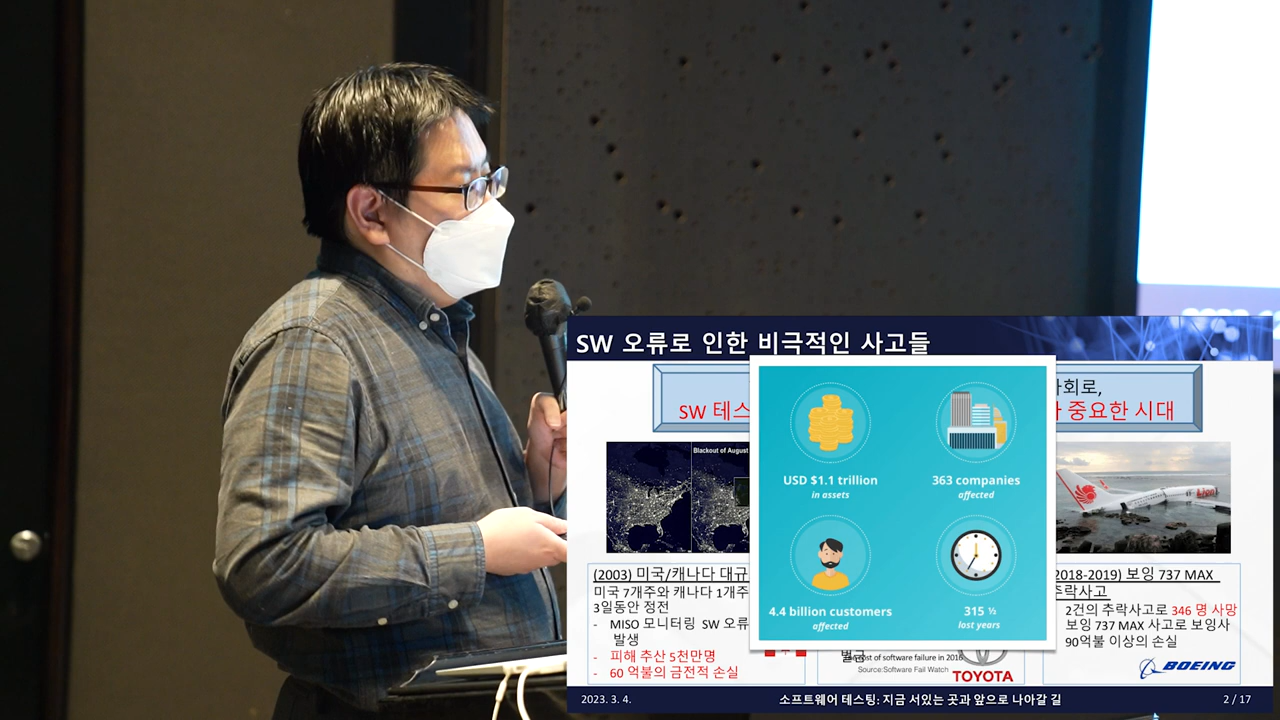 SW 오류로 인한 비극적인 사고들
사회로,
SW 테스
중요한 시대
Blackout of August
USD $1.1 trillion
in assets
363 companies
affected
4.4 billion customers
affected
315 ½
lost years
(2003) 미국/캐나다 대규
미국 7개주와 캐나다 1개주
3일동안 정전
- MISO 모니터링 SW 오류
발생
- 피해 추산 5천만명
- 60 억불의 금전적 손실
벌금
cost of software failure in 2016
Source:Software Fail Watch
TOYOTA
2018-2019) 보잉 737 MAX
추락사고
2건의 추락사고로 346 명 사망
보잉 737 MAX 사고로 보잉사
90억불 이상의 손실
BOEING
2023. 3. 4.
소프트웨어 테스팅: 지금 서있는 곳과 앞으로 나아갈 길
2 / 17